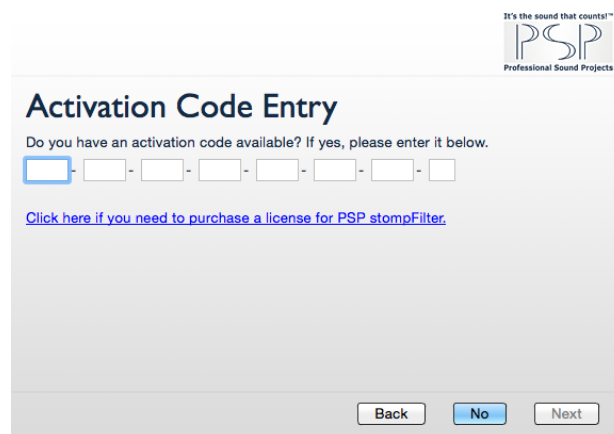 It's the sound that counts!™
PSP
Professional Sound Projects
Activation Code Entry
Do you have an activation code available? If yes, please enter it below.
- - - - - - -
Click here if you need to purchase a license for PSP stompFilter.
Back No Next